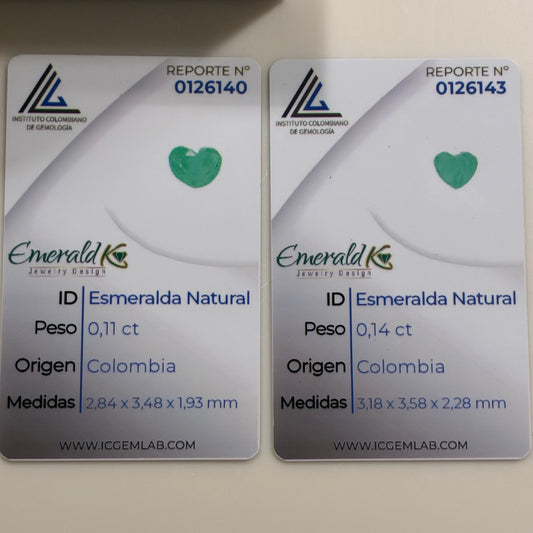 REPORTE Nº
0126140
INSTITUTO COLOMBIANO
DE GEMOLOGÍA
Emerald K
Jewelry Design
ID Esmeralda Natural
Peso 0,11 ct
Origen Colombia
Medidas 2,84 x 3,48 x 1,93 mm
WWW.ICGEMLAB.COM
REPORTE Nº
0126143
INSTITUTO COLOMBIANO
DE GEMOLOGÍA
Emerald K
Jewelry Design
ID Esmeralda Natural
Peso 0,14 ct
Origen Colombia
Medidas 3,18 x 3,58 x 2,28 mm
WWW.ICGEMLAB.COM